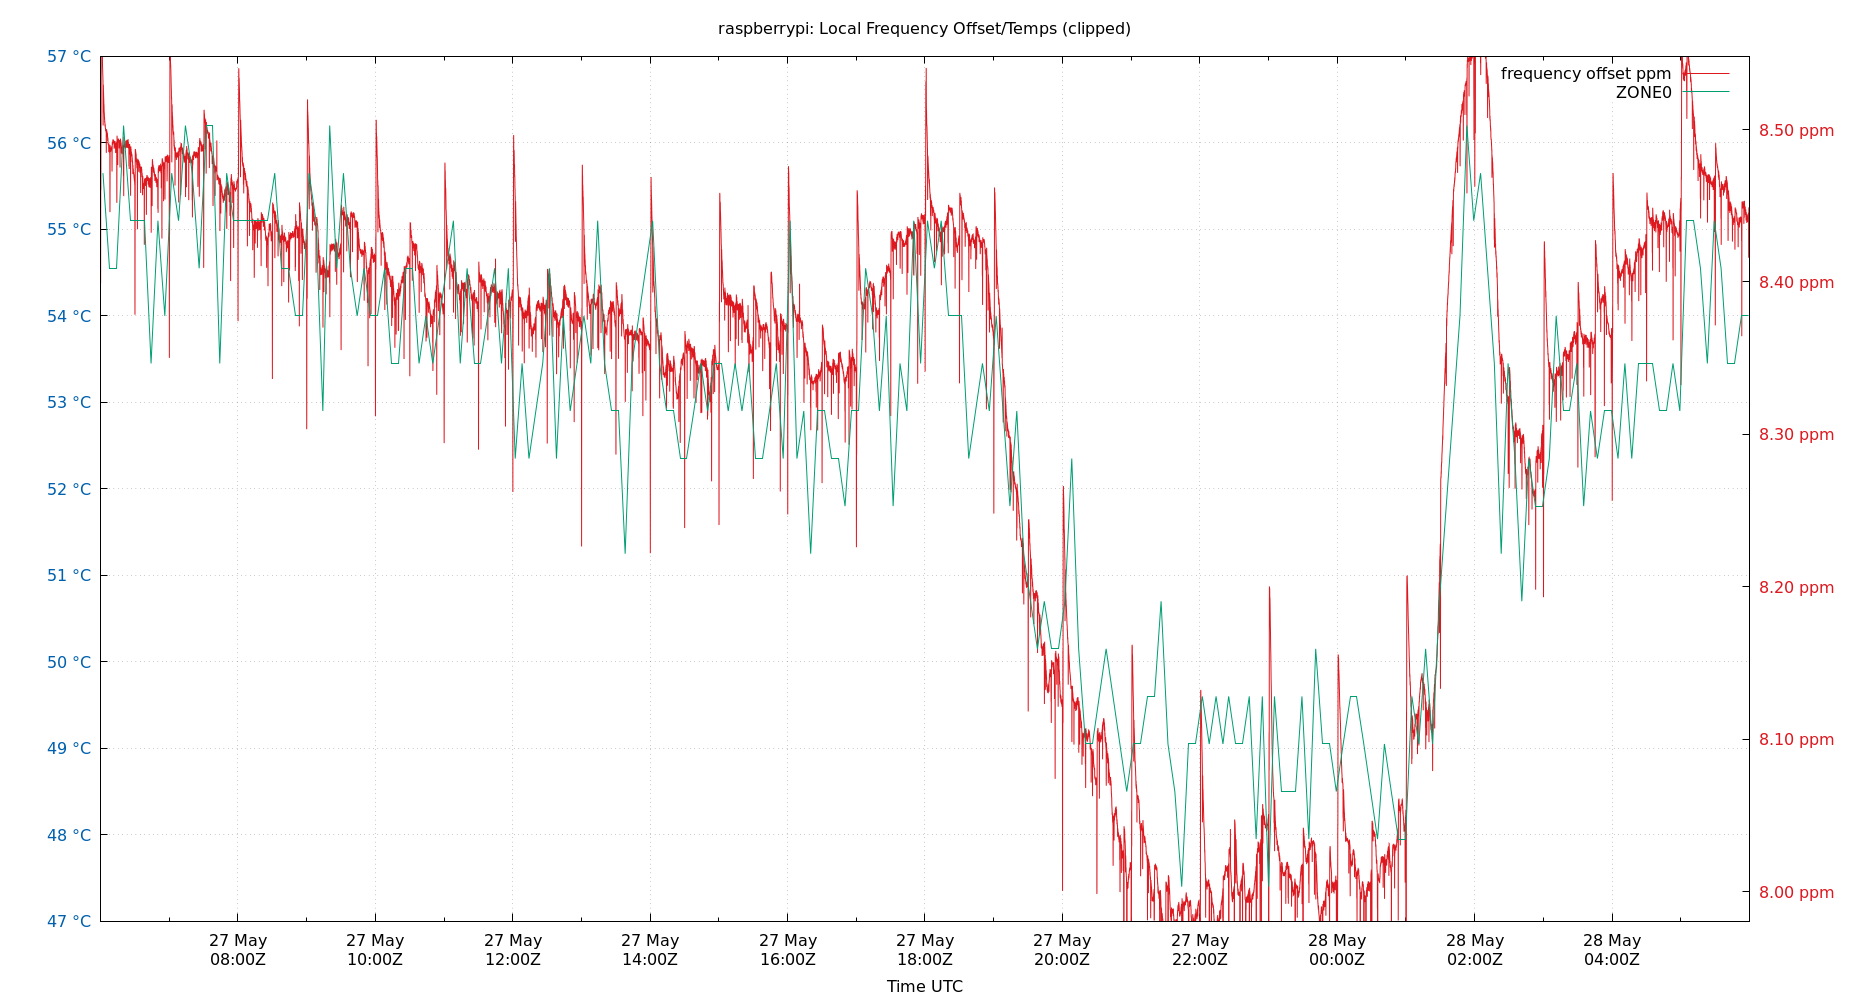 raspberrypi: Local Frequency Offset/Temps (clipped)
57 °C
56 °C
55 °C
54 °C
53 °C
52 °C
51 °C
50 °C
49 °C
48 °C
47 °C
frequency offset ppm
ZONE0
8.50 ppm
8.40 ppm
8.30 ppm
8.20 ppm
8.10 ppm
8.00 ppm
27 May
08:00Z
27 May
10:00Z
27 May
12:00Z
27 May
14:00Z
27 May
16:00Z
27 May
18:00Z
27 May
20:00Z
27 May
22:00Z
28 May
00:00Z
28 May
02:00Z
28 May
04:00Z
Time UTC